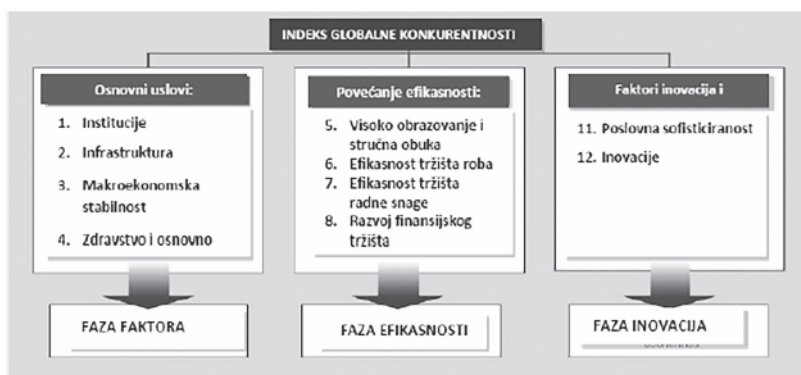 INDEKS GLOBALNE KONKURENTNOSTI
Osnovni uslovi:
1. Institucije
2. Infrastruktura
3. Makroekonomska
stabilnost
4. Zdravstvo i osnovno
FAZA FAKTORA
Povećanje efikasnosti:
5. Visoko obrazovanje i
stručna obuka
6. Efikasnost tržišta roba
7. Efikasnost tržišta
radne snage
8. Razvoj finansijskog
tržišta
FAZA EFIKASNOSTI
Faktori inovacija i
11. Poslovna sofisticiranost
12. Inovacije
FAZA INOVACIJA